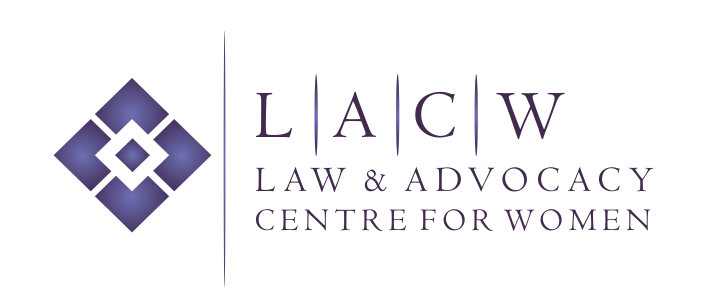 L|A|C|W
LAW & ADVOCACY
CENTRE FOR WOMEN